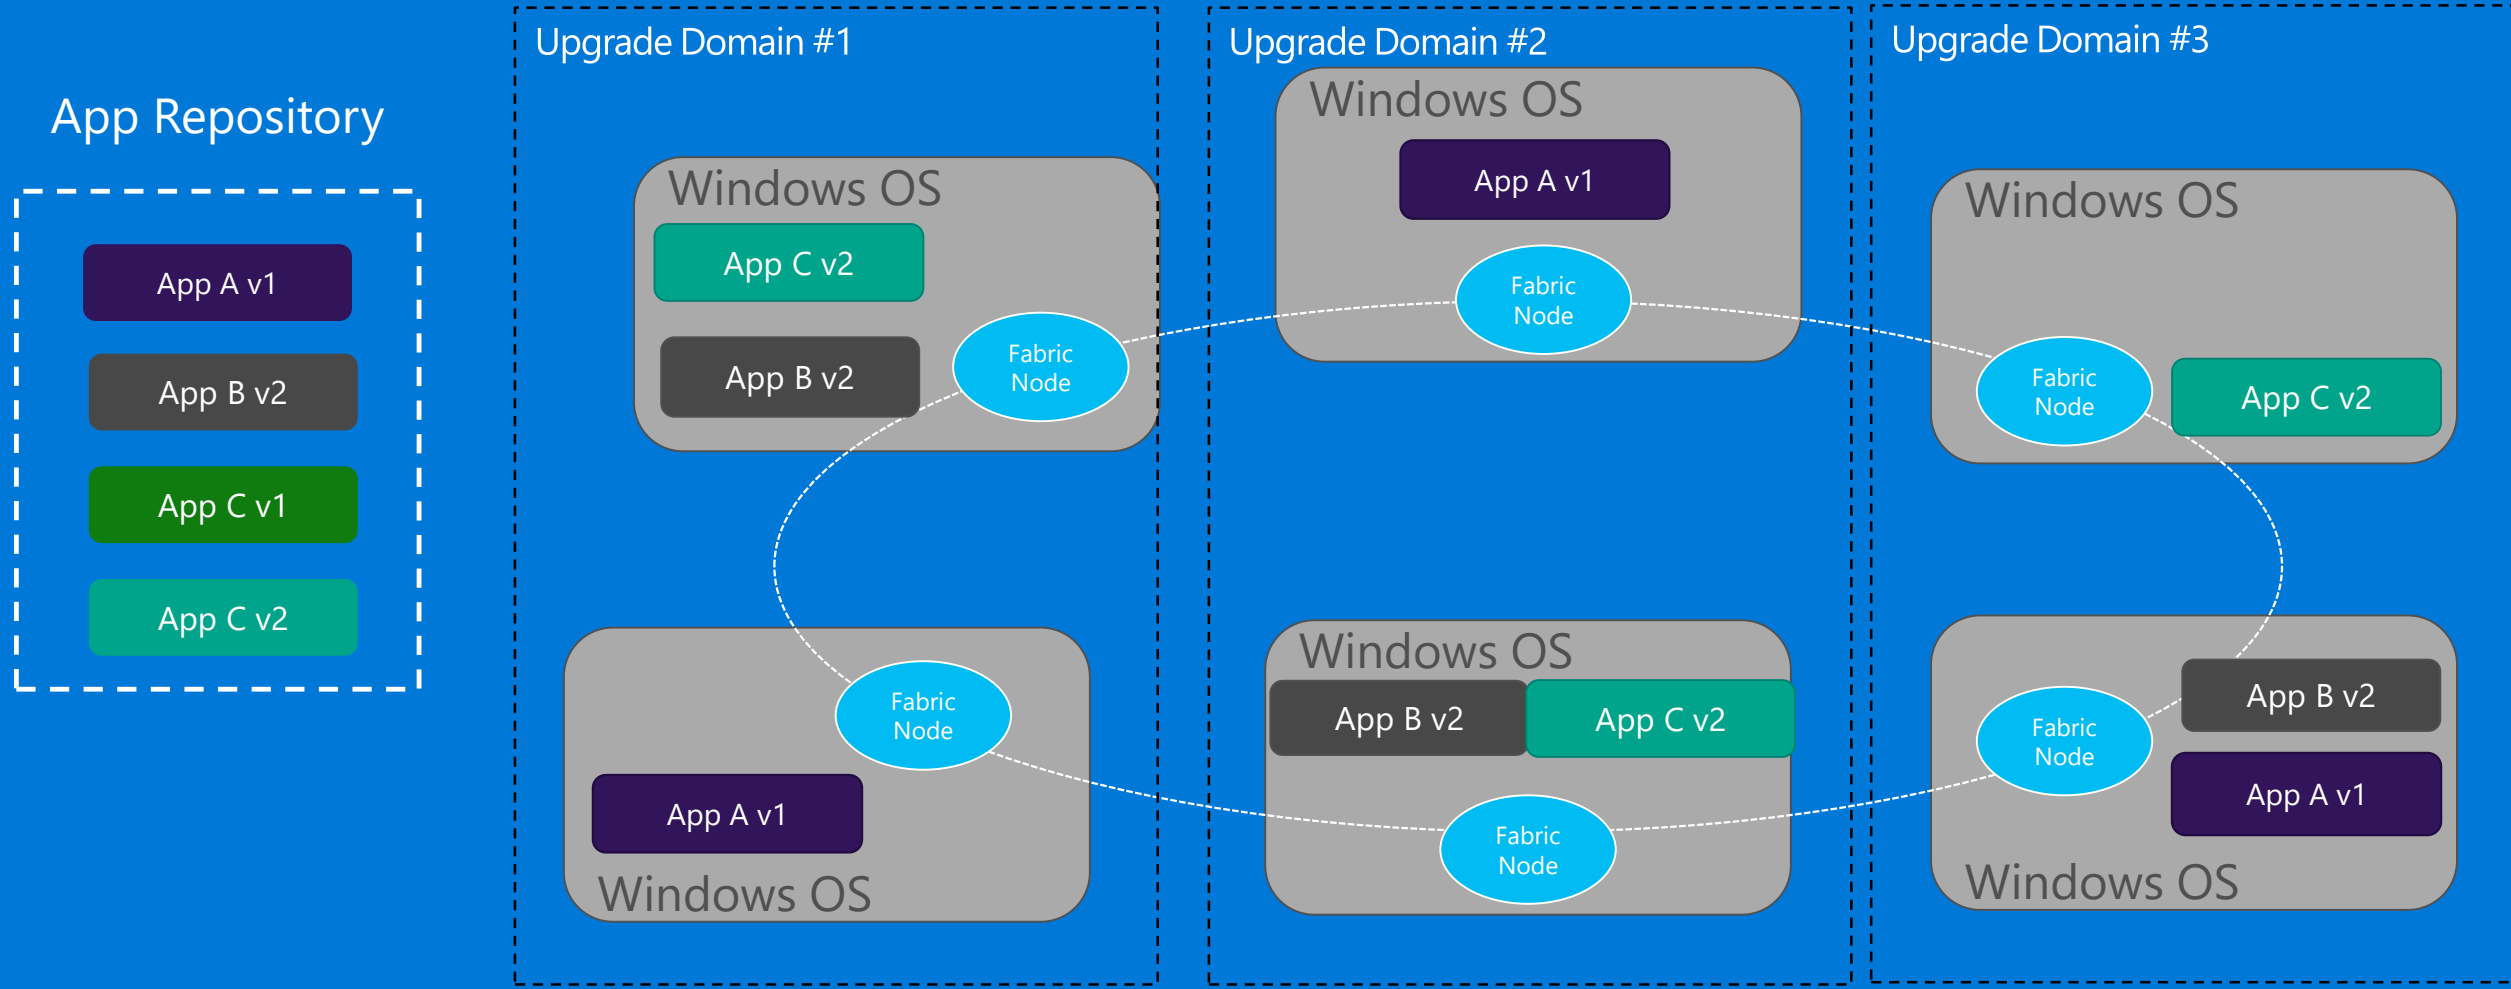 App Repository
App A v1
App B v2
App C v1
App C v2
Upgrade Domain #1
Windows OS
App C v2
App B v2
Fabric
Node
Fabric
Node
App A v1
Windows OS
Upgrade Domain #2
Windows OS
App A v1
Fabric
Node
Windows OS
App B v2
App C v2
Fabric
Node
Upgrade Domain #3
Windows OS
Fabric
Node
App C v2
App B v2
Fabric
Node
App A v1
Windows OS